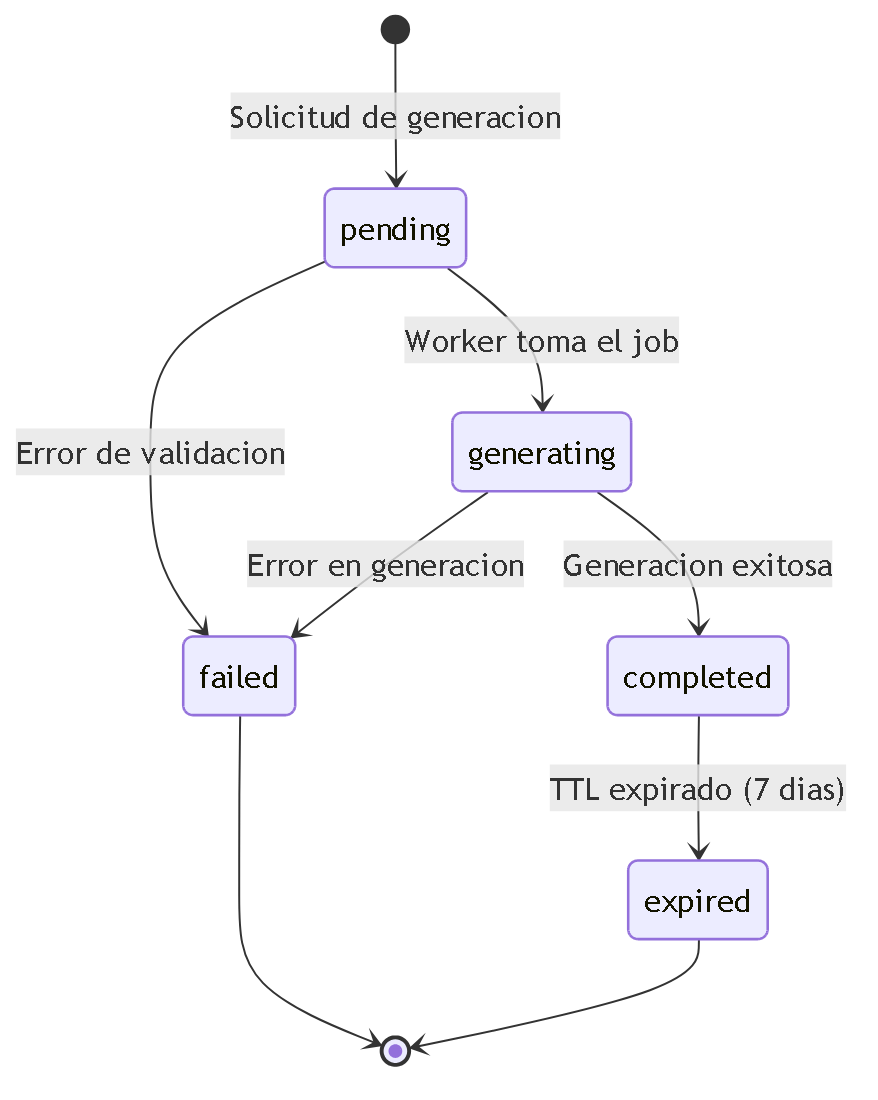 Solicitud de generacion
pending
Worker toma el job
Error de validacion
generating
Error en generacion
Generacion exitosa
failed
completed
TTL expirado (7 dias)
expired